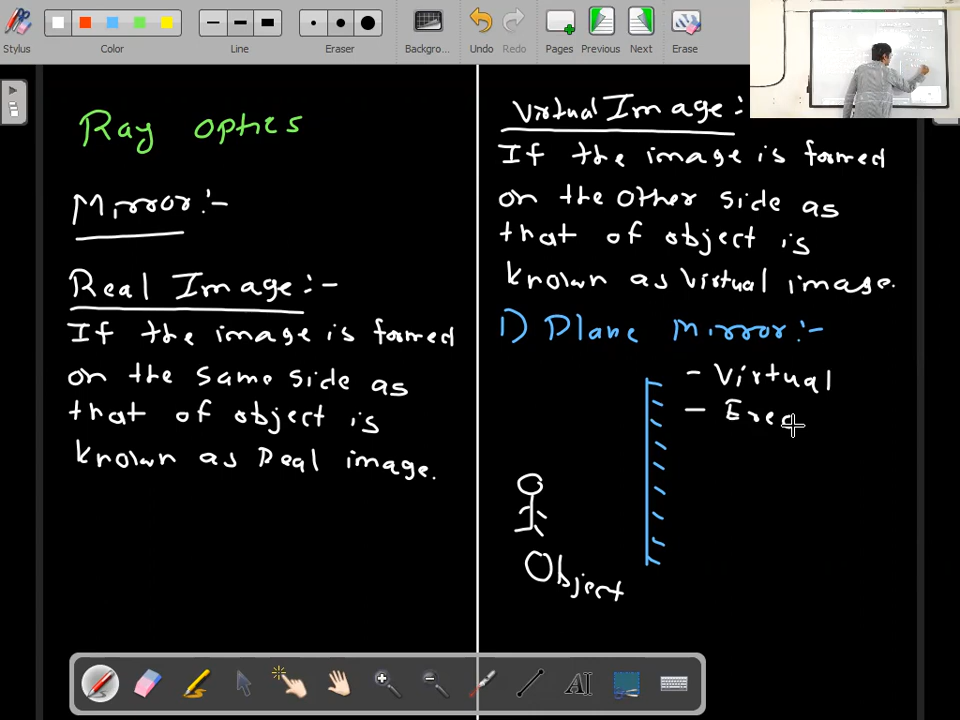 Stylus
Color
Line
Eraser
Backgro...
Undo
Redo
Pages
Previous
Next
Erase
Ray optics
Mirror:-
Real Image:-
If the image is formed
on the same side as
that of object is
known as Real image.
Virtual Image:-
If the image is formed
on the other side as
that of object is
known as Virtual image.
1) Plane Mirror:-
- Virtual
- Erec
Object
AI